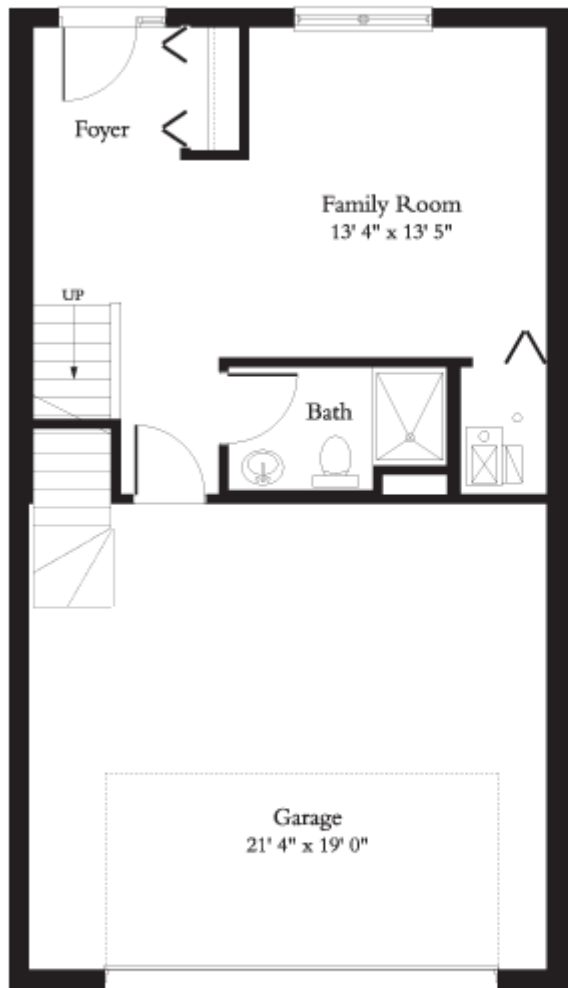 Foyer
Family Room
13' 4" x 13' 5"
UP
Bath
Garage
21' 4" x 19' 0"